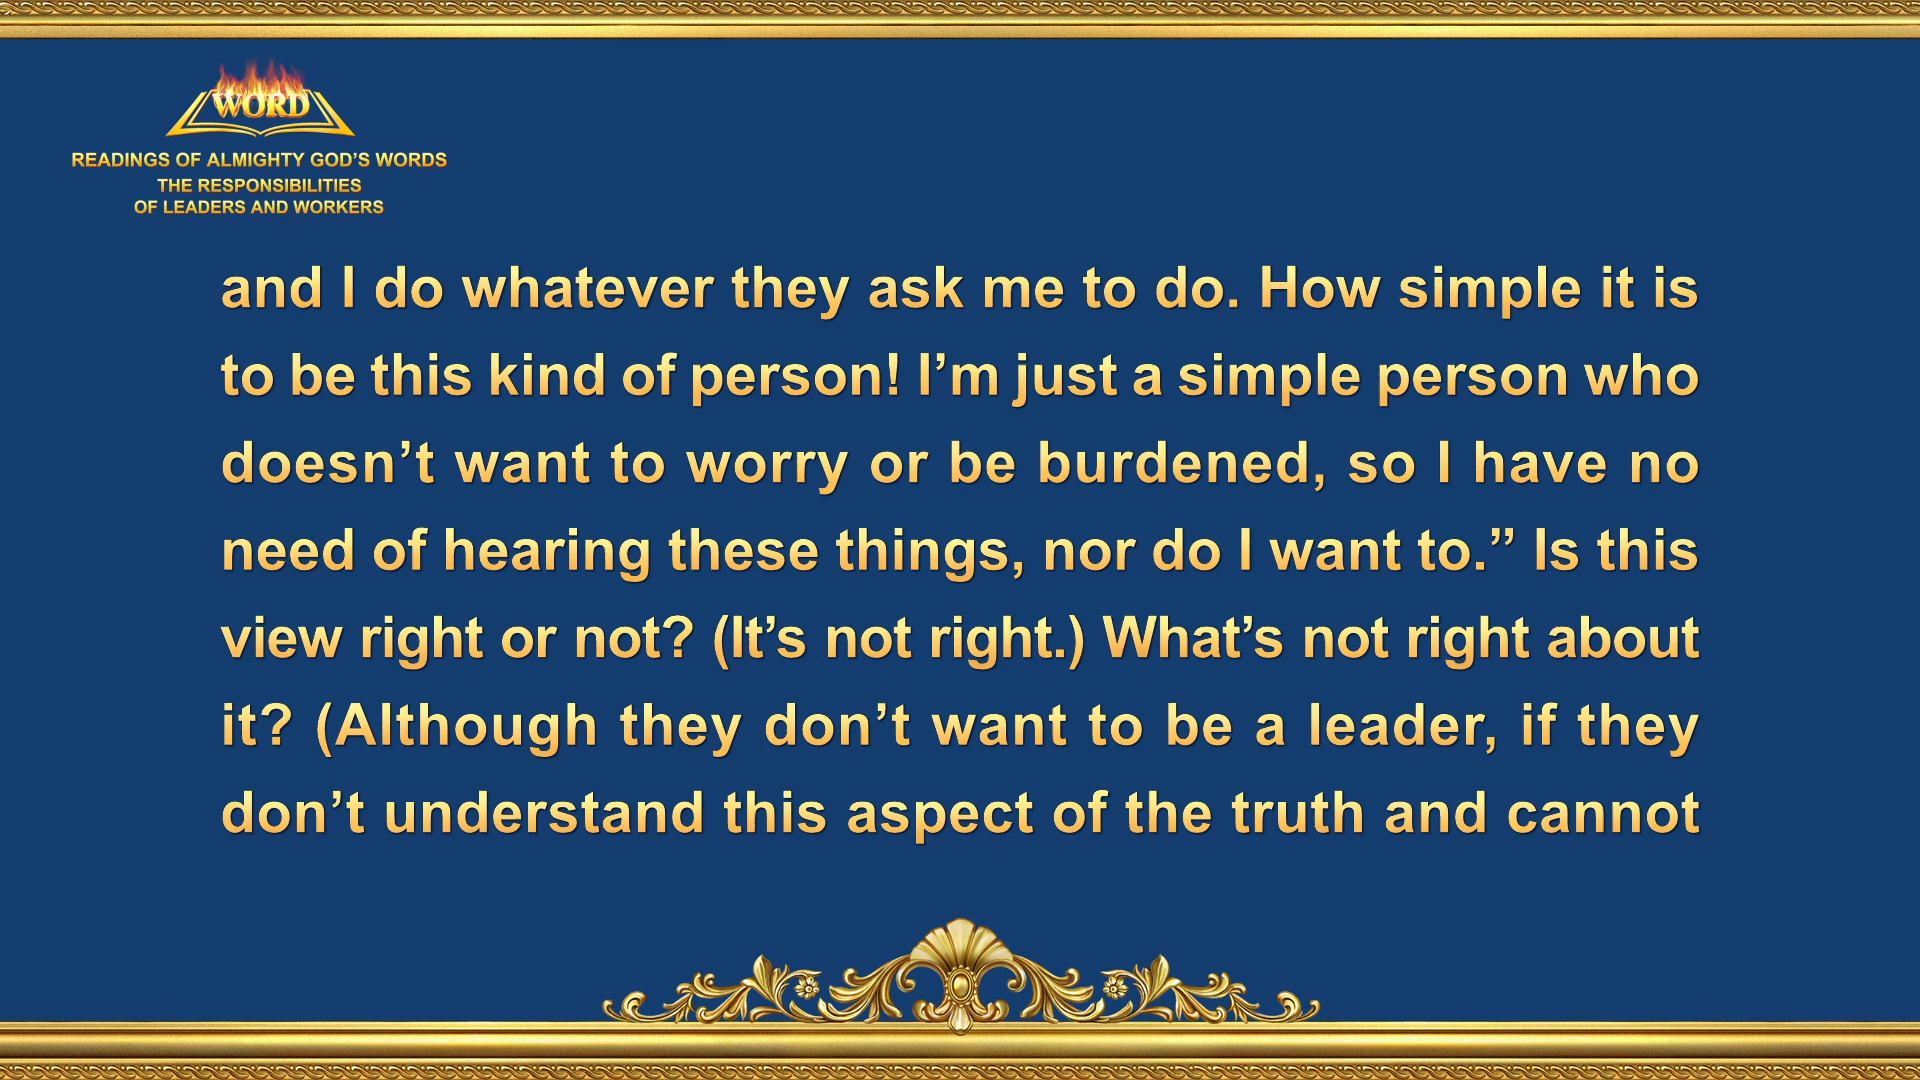 WORD
READINGS OF ALMIGHTY GOD’S WORDS
THE RESPONSIBILITIES
OF LEADERS AND WORKERS
and I do whatever they ask me to do. How simple it is
to be this kind of person! I’m just a simple person who
doesn’t want to worry or be burdened, so I have no
need of hearing these things, nor do I want to.” Is this
view right or not? (It’s not right.) What’s not right about
it? (Although they don’t want to be a leader, if they
don’t understand this aspect of the truth and cannot